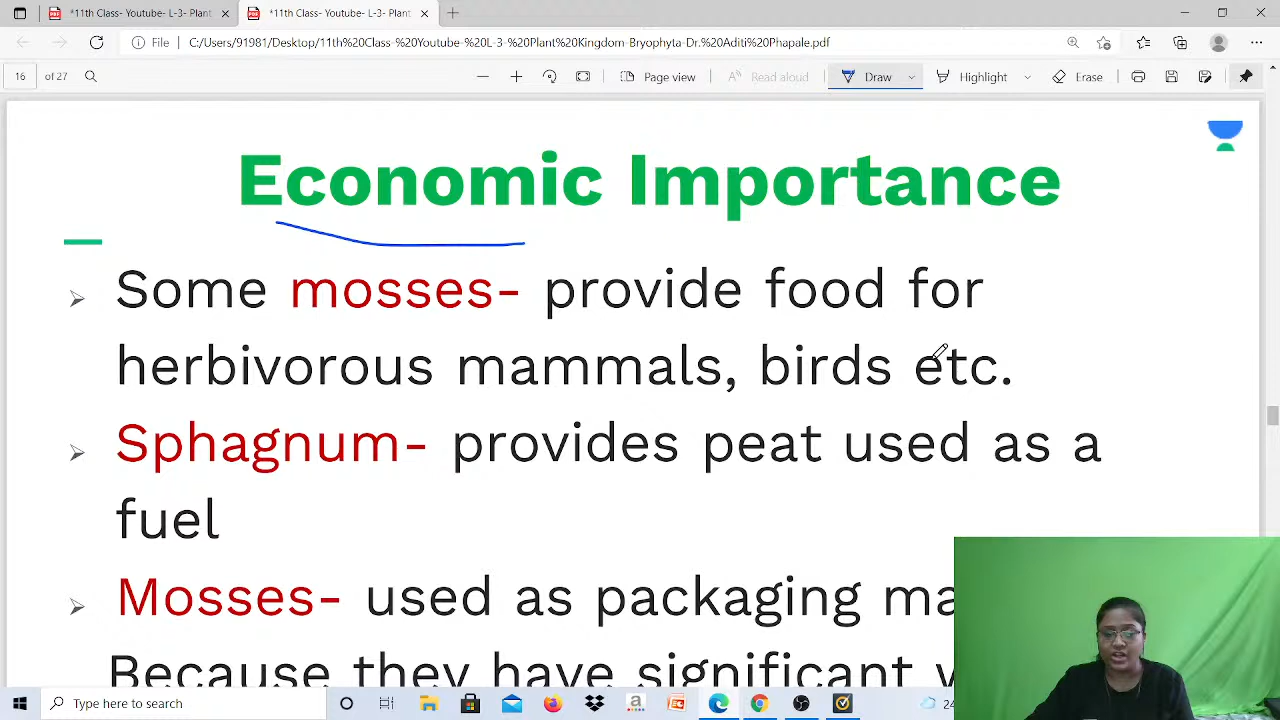 *11th Class- Youtube- L-3- Plant
*11th Class- Youtube- L-3- Plant
File
C:/Users/91981/Desktop/11th%20Class-%20Youtube-%20L-3%20Plant%20Kingdom-Bryophyta-Dr.%20Aditi%20Phapale.pdf
16 of 27
Page view
Read aloud
Draw
Highlight
Erase
Economic Importance
Some mosses- provide food for
herbivorous mammals, birds etc.
Sphagnum- provides peat used as a
fuel
Mosses- used as packaging
Because they have significant
Type here to search